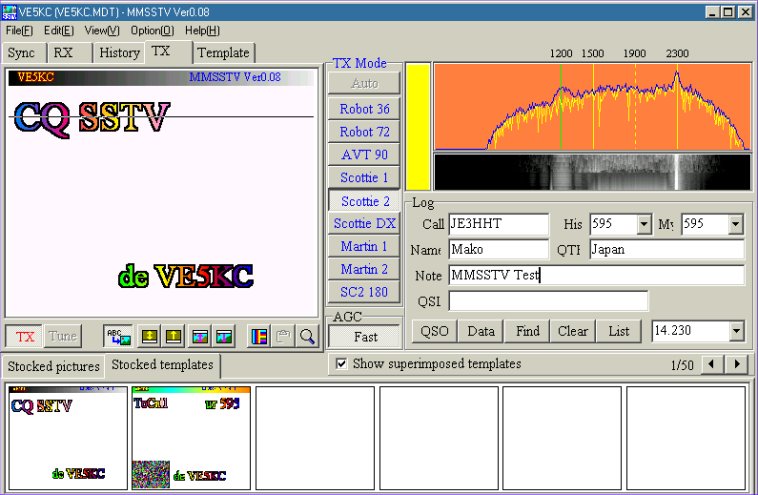 VE5KC (VE5KC.MDT) - MMSSTV Ver0.08
File(F) Edit(E) View(V) Option(O) Help(H)
Sync RX History TX Template
VE5KC MMSSTV Ver0.08
CQ SSTV
de VE5KC
TX Mode
Auto
Robot 36
Robot 72
AVT 90
Scottie 1
Scottie 2
Scottie DX
Martin 1
Martin 2
SC2 180
AGC
Fast
1200 1500 1900 2300
Log
Call JE3HHT His 595 My 595
Name Mako QTH Japan
Note MMSSTV Test
QSL
QSO Data Find Clear List 14.230
TX Tune ABC
Stocked pictures Stocked templates
Show superimposed templates 1/50
CQ SSTV
de VE5KC
ToCall ur 595
de VE5KC